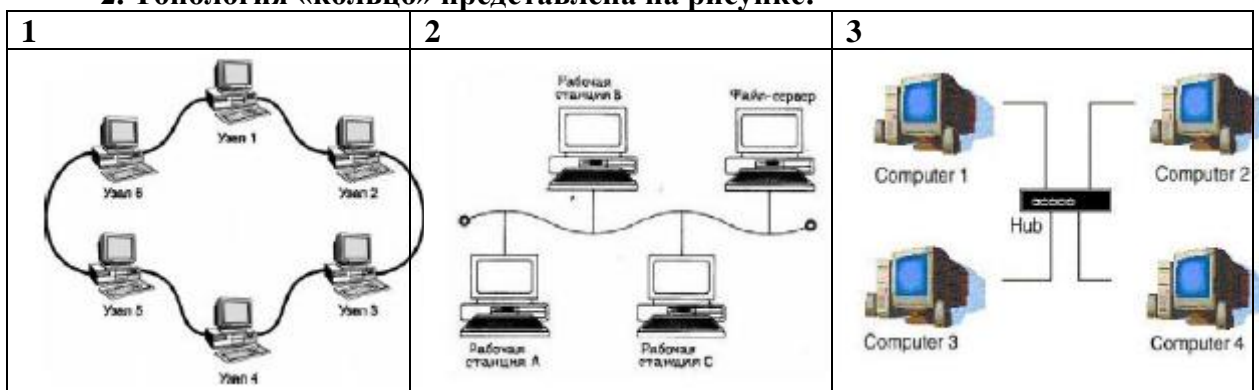 2. Топология «кольцо» представлена на рисунке:
1
2
3
Узел 1
Узел 6
Узел 2
Узел 5
Узел 3
Узел 4
Рабочая
станция B
Файл-сервер
Рабочая
станция A
Рабочая
станция C
Computer 1
Computer 2
Hub
Computer 3
Computer 4